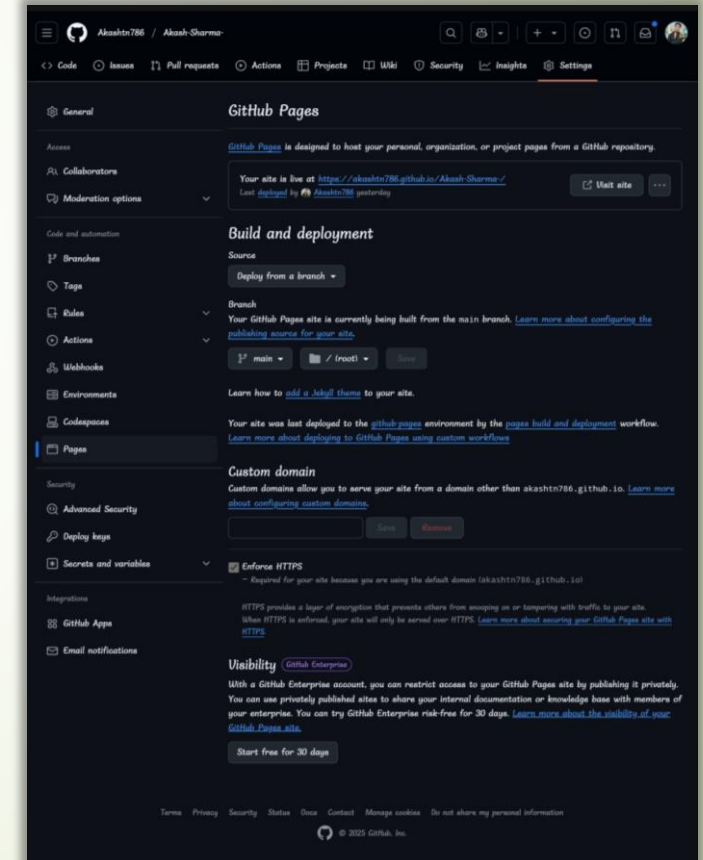 Akashtn786 / Akash-Sharma-
Code Issues Pull requests Actions Projects Wiki Security Insights Settings
General
Access
Collaborators
Moderation options
Code and automation
Branches
Tags
Rules
Actions
Webhooks
Environments
Codespaces
Pages
Security
Advanced Security
Deploy keys
Secrets and variables
Integrations
GitHub Apps
Email notifications
GitHub Pages
GitHub Pages is designed to host your personal, organization, or project pages from a GitHub repository.
Your site is live at https://akashtn786.github.io/Akash-Sharma-/
Last deployed by Akashtn786 yesterday
Visit site
Build and deployment
Source
Deploy from a branch
Branch
Your GitHub Pages site is currently being built from the main branch. Learn more about configuring the
publishing source for your site.
main / (root) Save
Learn how to add a Jekyll theme to your site.
Your site was last deployed to the github-pages environment by the pages build and deployment workflow.
Learn more about deploying to GitHub Pages using custom workflows
Custom domain
Custom domains allow you to serve your site from a domain other than akashtn786.github.io. Learn more
about configuring custom domains.
Save Remove
Enforce HTTPS
– Required for your site because you are using the default domain (akashtn786.github.io)
HTTPS provides a layer of encryption that prevents others from snooping on or tampering with traffic to your site.
When HTTPS is enforced, your site will only be served over HTTPS. Learn more about securing your GitHub Pages site with
HTTPS.
Visibility GitHub Enterprise
With a GitHub Enterprise account, you can restrict access to your GitHub Pages site by publishing it privately.
You can use privately published sites to share your internal documentation or knowledge base with members of
your enterprise. You can try GitHub Enterprise risk-free for 30 days. Learn more about the visibility of your
GitHub Pages site.
Start free for 30 days
Terms Privacy Security Status Docs Contact Manage cookies Do not share my personal information
© 2025 GitHub, Inc.